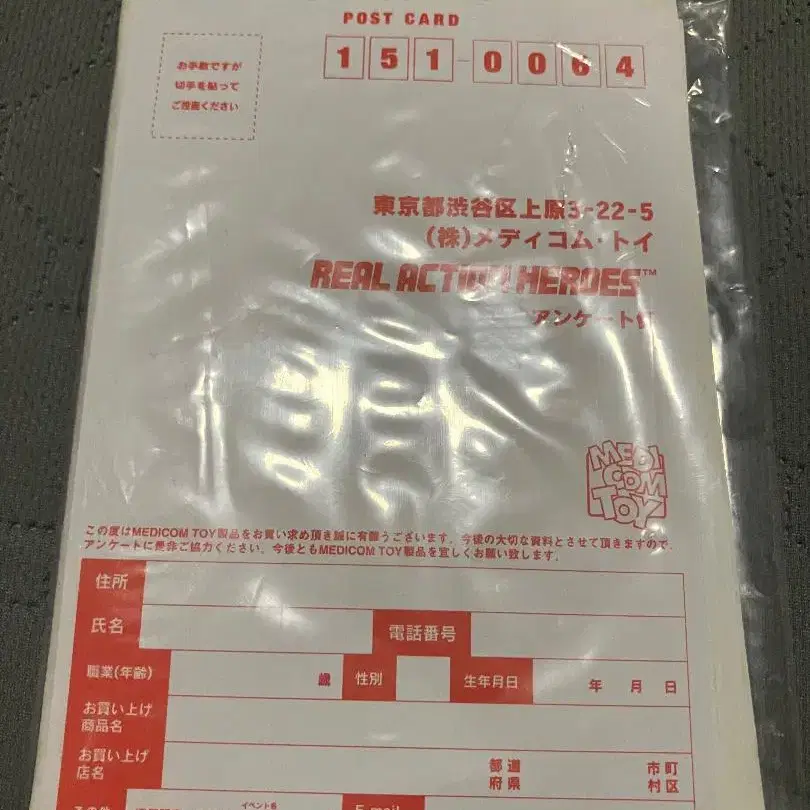 POST CARD
151-0064
お手数ですが
切手を貼って
ご投函ください
東京都渋谷区上原3-22-5
(株)メディコム・トイ
REAL ACTION HEROES™
アンケート係
MEDI
COM
TOY
この度はMEDICOM TOY製品をお買い求め頂き誠に有難うございます。今後の大切な資料とさせて頂きますので、
アンケートに是非ご協力ください。今後ともMEDICOM TOY製品を宜しくお願い致します。
住所
氏名 電話番号
職業(年齢) 歳 性別 生年月日 年 月 日
お買い上げ
商品名
お買い上げ
店名
都道 市町
府県 村区
イベント名
E-mail